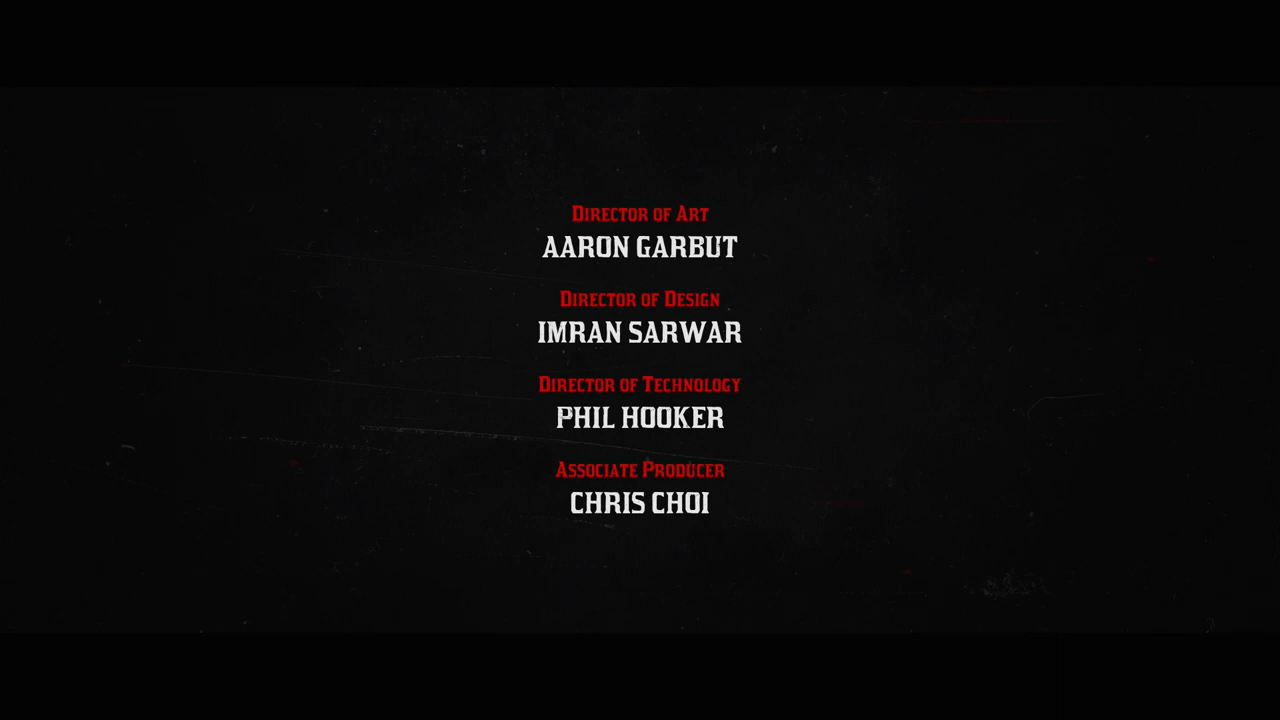 Director of Art
AARON GARBUT
Director of Design
IMRAN SARWAR
Director of Technology
PHIL HOOKER
Associate Producer
CHRIS CHOI